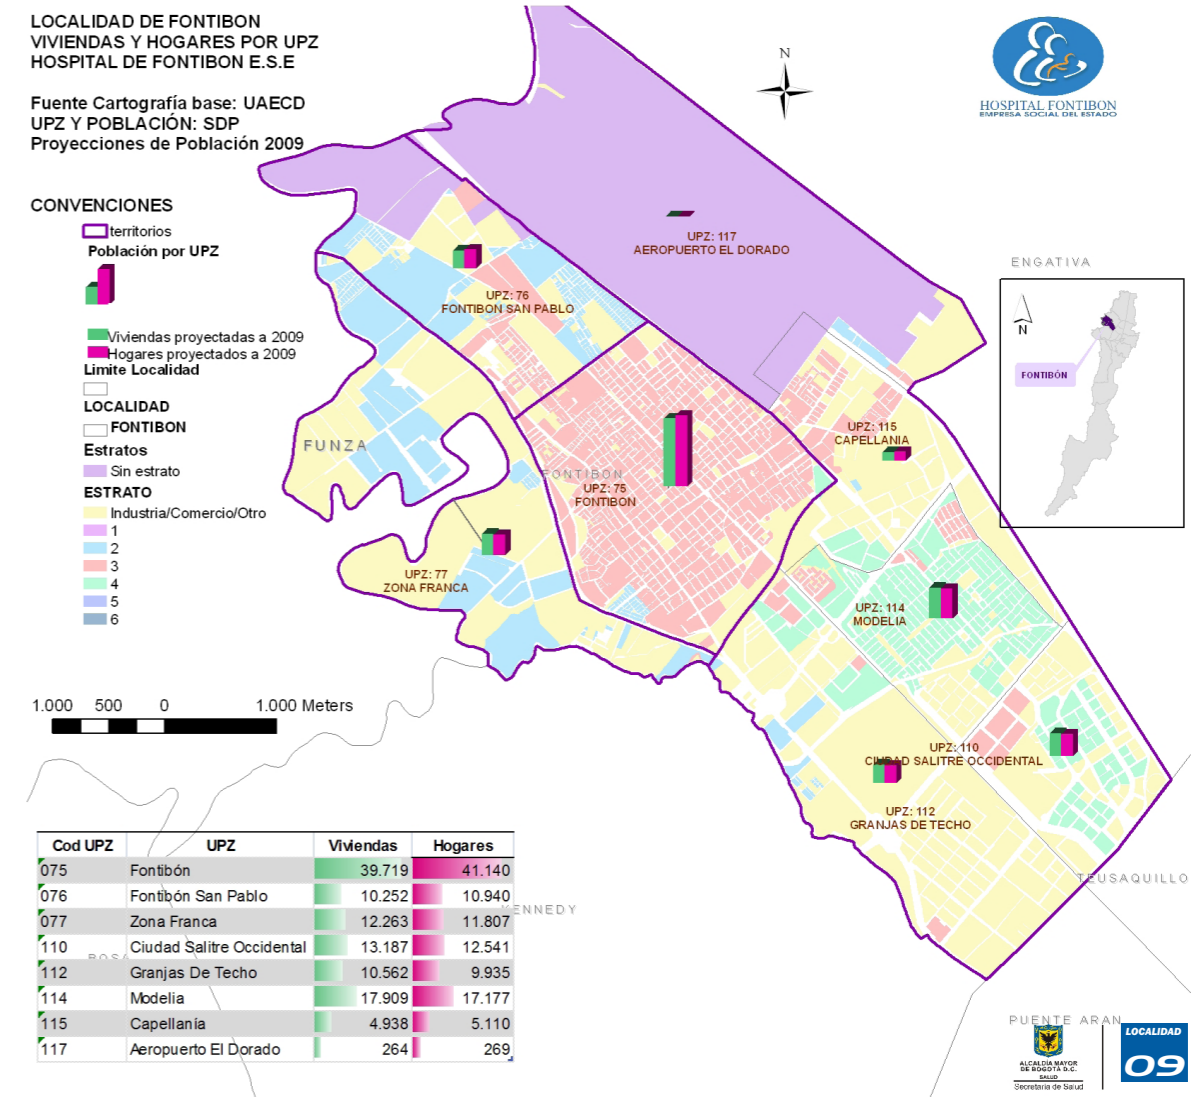 LOCALIDAD DE FONTIBON
VIVIENDAS Y HOGARES POR UPZ
HOSPITAL DE FONTIBON E.S.E
Fuente Cartografía base: UAECD
UPZ Y POBLACIÓN: SDP
Proyecciones de Población 2009
N
HOSPITAL FONTIBON
EMPRESA SOCIAL DEL ESTADO
CONVENCIONES
territorios
Población por UPZ
Viviendas proyectadas a 2009
Hogares proyectados a 2009
Limite Localidad
LOCALIDAD
FONTIBON
Estratos
Sin estrato
ESTRATO
Industria/Comercio/Otro
1
2
3
4
5
6
UPZ: 117
AEROPUERTO EL DORADO
UPZ: 76
FONTIBON SAN PABLO
ENGATIVA
N
FONTIBÓN
UPZ: 115
CAPELLANIA
FUNZA
FONTIBON
UPZ: 75
FONTIBON
UPZ: 77
ZONA FRANCA
UPZ: 114
MODELIA
UPZ: 110
CIUDAD SALITRE OCCIDENTAL
UPZ: 112
GRANJAS DE TECHO
TEUSAQUILLO
KENNEDY
BOSA
PUENTE ARAN
1.000 500 0 1.000 Meters
Cod UPZ UPZ Viviendas Hogares
075 Fontibón 39.719 41.140
076 Fontibón San Pablo 10.252 10.940
077 Zona Franca 12.263 11.807
110 Ciudad Salitre Occidental 13.187 12.541
112 Granjas De Techo 10.562 9.935
114 Modelia 17.909 17.177
115 Capellanía 4.938 5.110
117 Aeropuerto El Dorado 264 269
ALCALDÍA MAYOR
DE BOGOTÁ D.C.
SALUD
Secretaría de Salud
LOCALIDAD
09